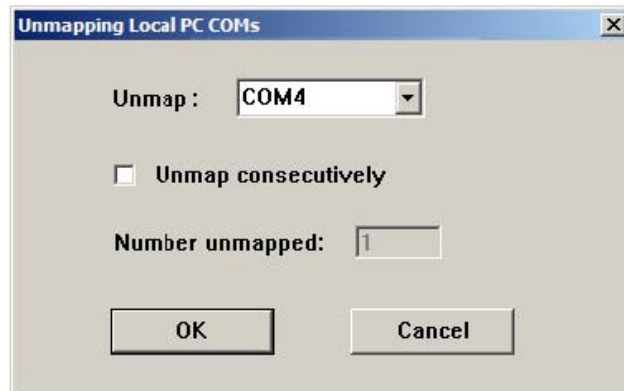 Unmapping Local PC COMs
Unmap : COM4
Unmap consecutively
Number unmapped: 1
OK Cancel